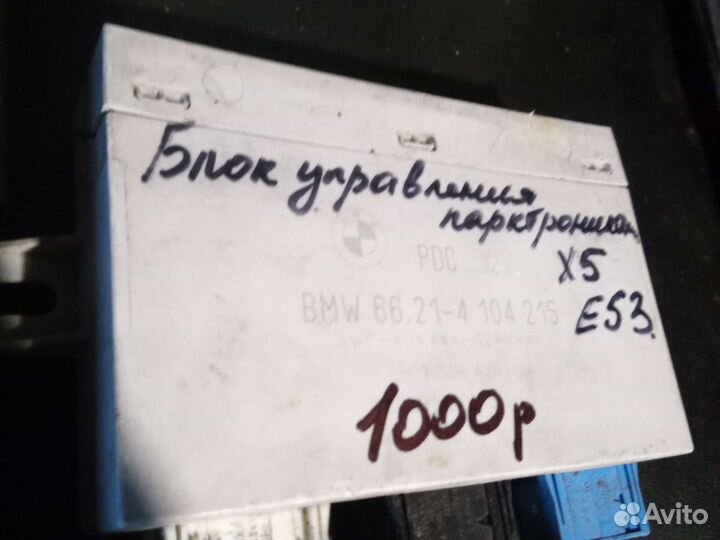 Блок управления
парктроником
X5
E53.
PDC 12V
BMW 66.21-4 104 215
1000р
Avito